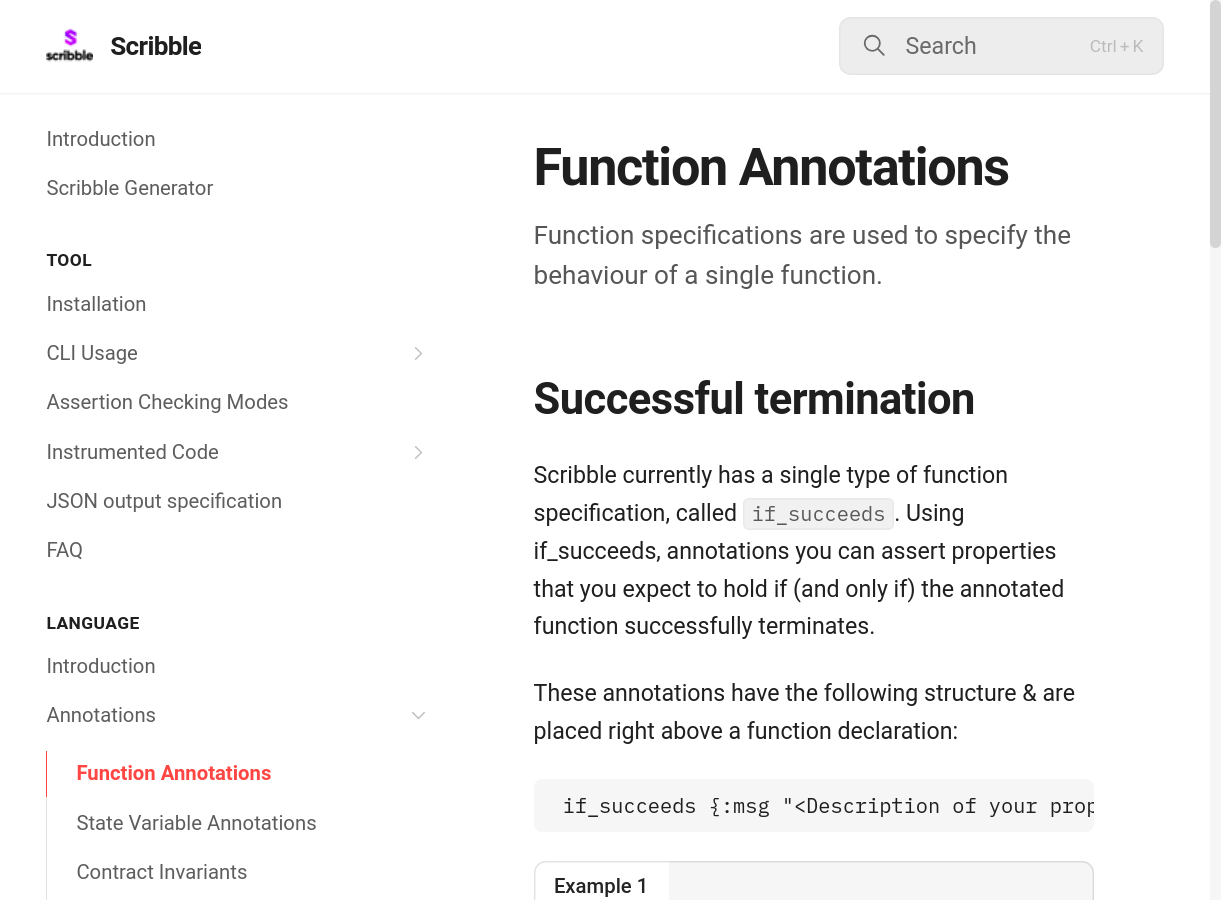 scribble
Scribble
Search
Ctrl + K
Introduction
Scribble Generator
TOOL
Installation
CLI Usage
Assertion Checking Modes
Instrumented Code
JSON output specification
FAQ
LANGUAGE
Introduction
Annotations
Function Annotations
State Variable Annotations
Contract Invariants
Function Annotations
Function specifications are used to specify the
behaviour of a single function.
Successful termination
Scribble currently has a single type of function
specification, called if_succeeds. Using
if_succeeds, annotations you can assert properties
that you expect to hold if (and only if) the annotated
function successfully terminates.
These annotations have the following structure & are
placed right above a function declaration:
if_succeeds {:msg "<Description of your prop
Example 1